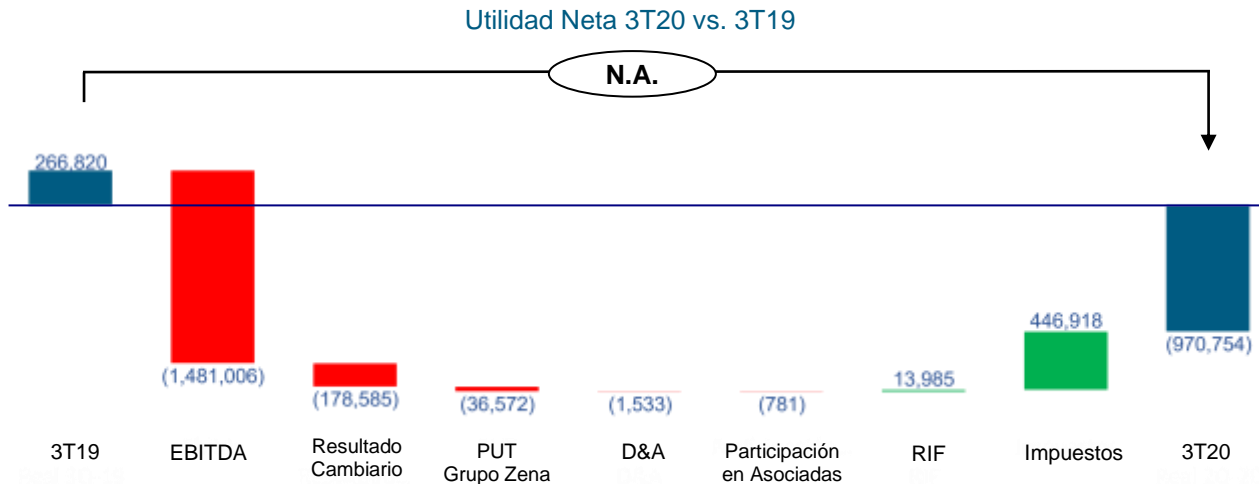 Utilidad Neta 3T20 vs. 3T19
N.A.
266,820
(1,481,006)
(178,585)
(36,572)
(1,533)
(781)
13,985
446,918
(970,754)
3T19
EBITDA
Resultado
Cambiario
PUT
Grupo Zena
D&A
Participación
en Asociadas
RIF
Impuestos
3T20